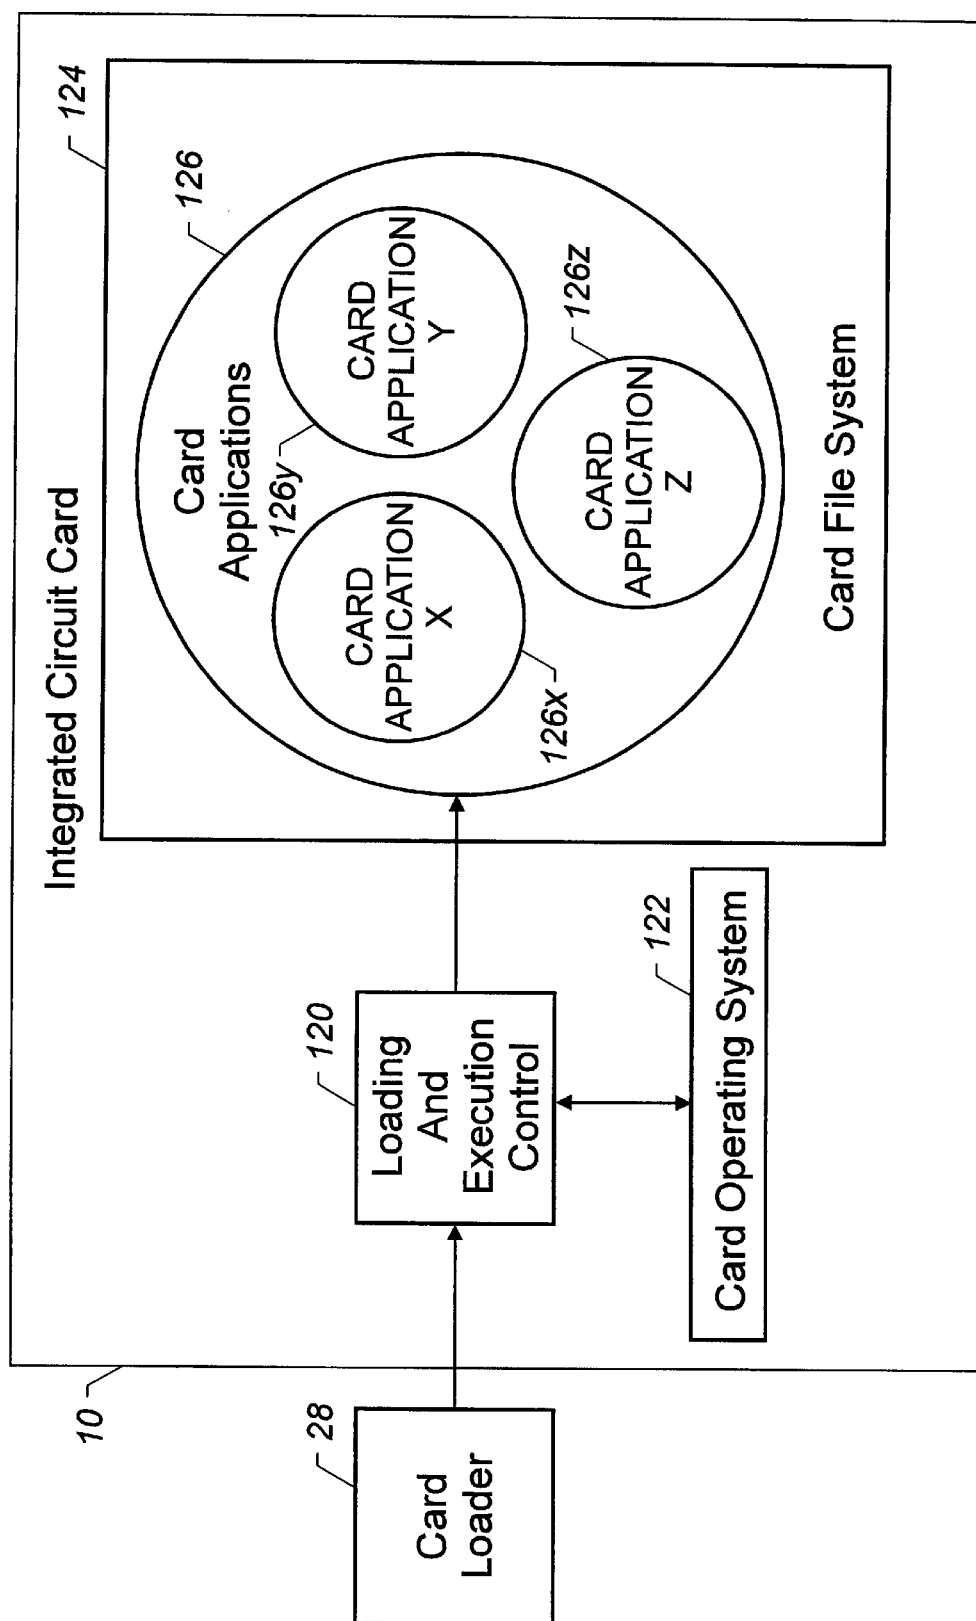 Integrated Circuit Card
10
28
Card
Loader
120
Loading
And
Execution
Control
122
Card Operating System
124
126
Card
Applications
126y
CARD
APPLICATION
X
126x
CARD
APPLICATION
Y
126z
CARD
APPLICATION
Z
Card File System